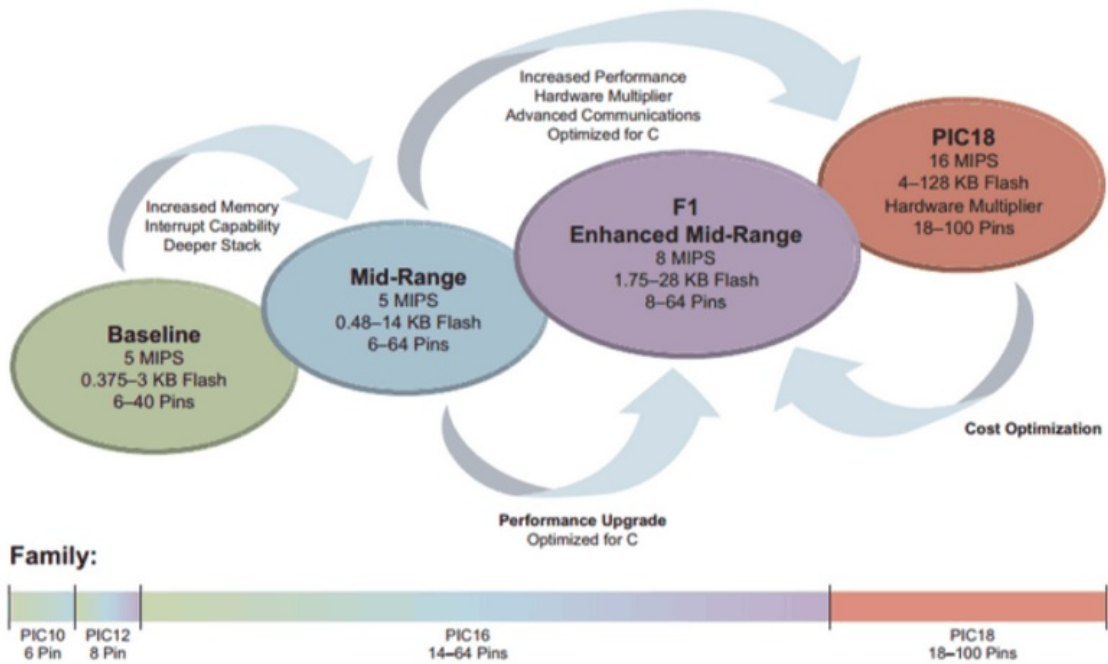 Increased Performance
Hardware Multiplier
Advanced Communications
Optimized for C
PIC18
16 MIPS
4–128 KB Flash
Hardware Multiplier
18–100 Pins
Increased Memory
Interrupt Capability
Deeper Stack
F1
Enhanced Mid-Range
8 MIPS
1.75–28 KB Flash
8–64 Pins
Mid-Range
5 MIPS
0.48–14 KB Flash
6–64 Pins
Baseline
5 MIPS
0.375–3 KB Flash
6–40 Pins
Cost Optimization
Performance Upgrade
Optimized for C
Family:
PIC10
6 Pin
PIC12
8 Pin
PIC16
14–64 Pins
PIC18
18–100 Pins